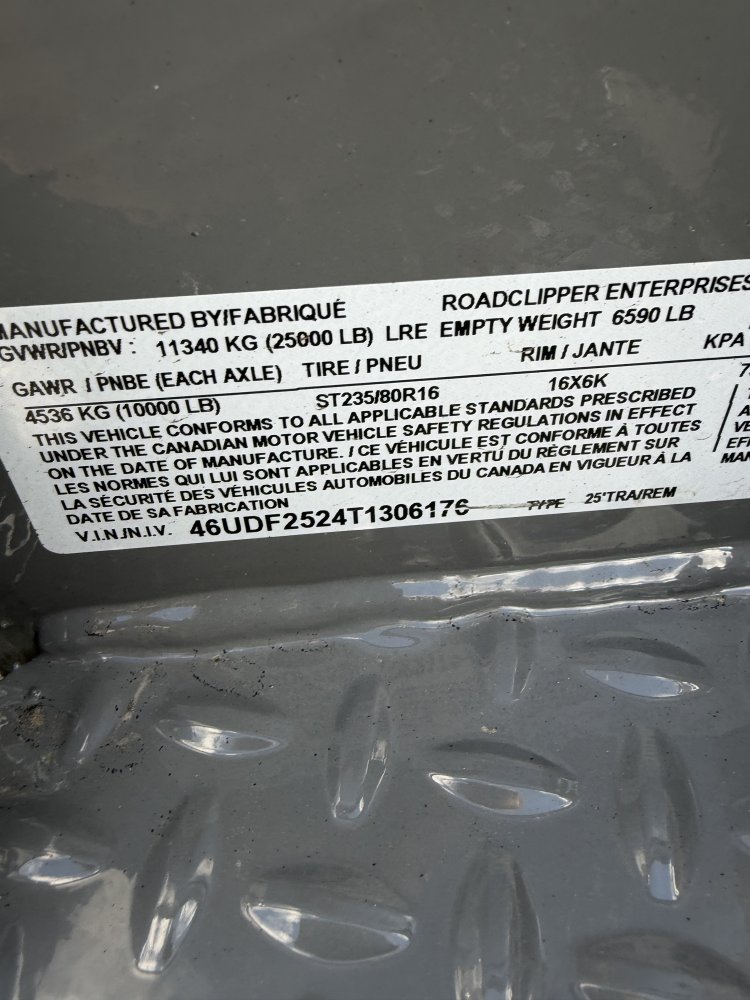 MANUFACTURED BY/FABRIQUÉ ROADCLIPPER ENTERPRISES
GVWR/PNBV : 11340 KG (25000 LB) LRE EMPTY WEIGHT 6590 LB
GAWR / PNBE (EACH AXLE) TIRE / PNEU RIM / JANTE KPA
4536 KG (10000 LB) ST235/80R16 16X6K 7
THIS VEHICLE CONFORMS TO ALL APPLICABLE STANDARDS PRESCRIBED
UNDER THE CANADIAN MOTOR VEHICLE SAFETY REGULATIONS IN EFFECT
ON THE DATE OF MANUFACTURE. / CE VÉHICULE EST CONFORME À TOUTES
LES NORMES QUI LUI SONT APPLICABLES EN VERTU DU RÈGLEMENT SUR
LA SÉCURITÉ DES VÉHICULES AUTOMOBILES DU CANADA EN VIGUEUR À LA
DATE DE SA FABRICATION
V.I.N./N.I.V. 46UDF2524T1306176 TYPE 25'TRA/REM